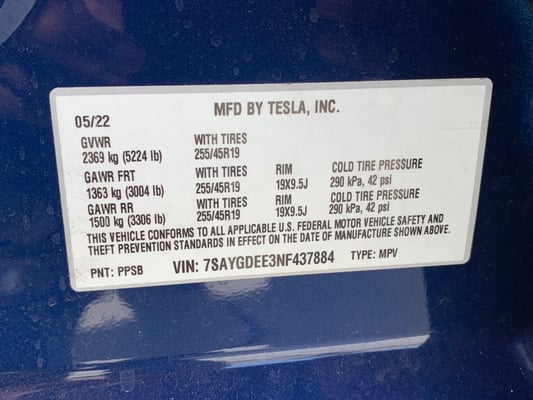 MFD BY TESLA, INC.
05/22
GVWR WITH TIRES
2369 kg (5224 lb) 255/45R19
GAWR FRT WITH TIRES RIM COLD TIRE PRESSURE
1363 kg (3004 lb) 255/45R19 19X9.5J 290 kPa, 42 psi
GAWR RR WITH TIRES RIM COLD TIRE PRESSURE
1500 kg (3306 lb) 255/45R19 19X9.5J 290 kPa, 42 psi
THIS VEHICLE CONFORMS TO ALL APPLICABLE U.S. FEDERAL MOTOR VEHICLE SAFETY AND
THEFT PREVENTION STANDARDS IN EFFECT ON THE DATE OF MANUFACTURE SHOWN ABOVE.
PNT: PPSB VIN: 7SAYGDEE3NF437884 TYPE: MPV